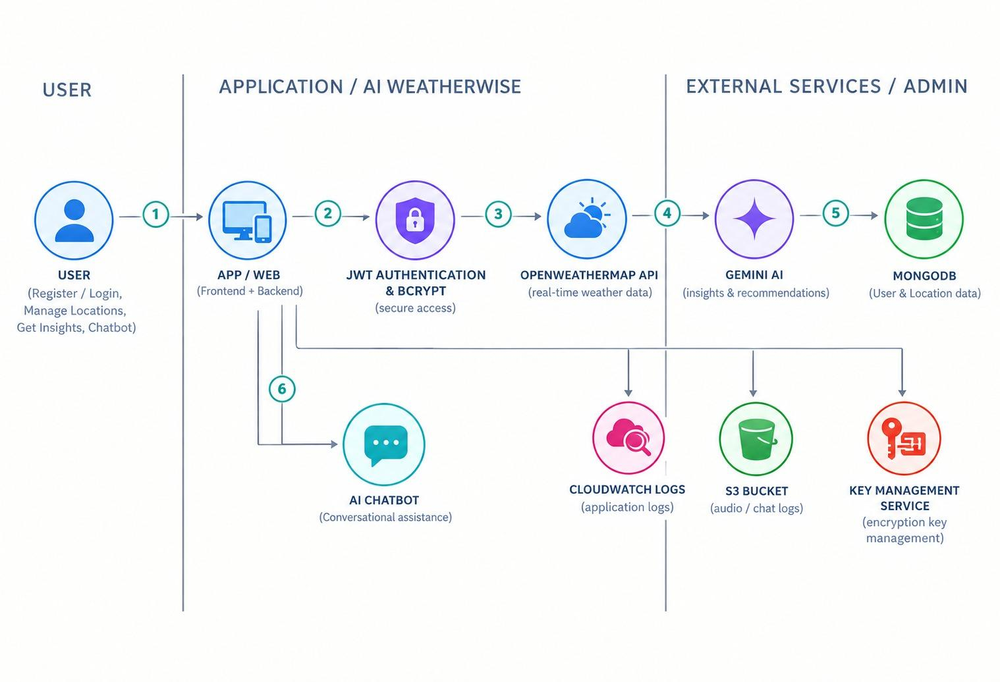 USER
APPLICATION / AI WEATHERWISE
EXTERNAL SERVICES / ADMIN
1
2
3
4
5
USER
(Register / Login,
Manage Locations,
Get Insights, Chatbot)
APP / WEB
(Frontend + Backend)
JWT AUTHENTICATION
& BCRYPT
(secure access)
OPENWEATHERMAP API
(real-time weather data)
GEMINI AI
(insights & recommendations)
MONGODB
(User & Location data)
6
AI CHATBOT
(Conversational assistance)
CLOUDWATCH LOGS
(application logs)
S3 BUCKET
(audio / chat logs)
KEY MANAGEMENT
SERVICE
(encryption key
management)